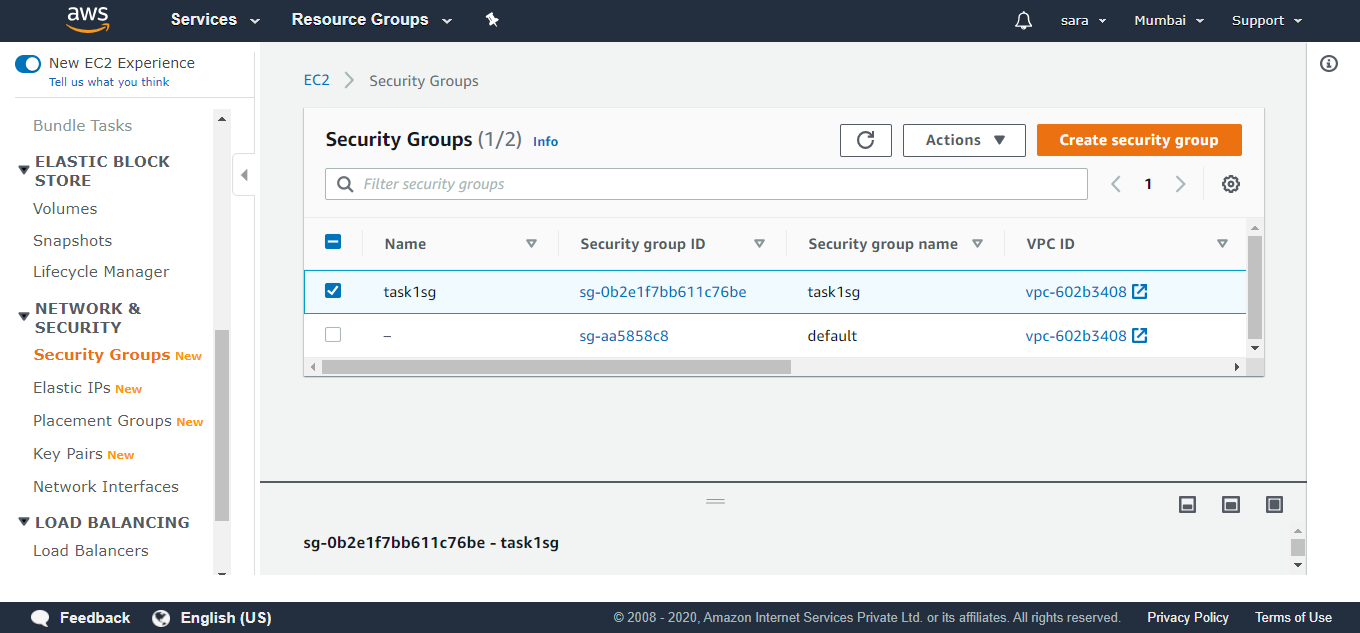 aws
Services
Resource Groups
sara
Mumbai
Support
New EC2 Experience
Tell us what you think
Bundle Tasks
ELASTIC BLOCK
STORE
Volumes
Snapshots
Lifecycle Manager
NETWORK &
SECURITY
Security Groups New
Elastic IPs New
Placement Groups New
Key Pairs New
Network Interfaces
LOAD BALANCING
Load Balancers
EC2
Security Groups
Security Groups (1/2) Info
Actions
Create security group
Filter security groups
1
Name
Security group ID
Security group name
VPC ID
task1sg
sg-0b2e1f7bb611c76be
task1sg
vpc-602b3408
–
sg-aa5858c8
default
vpc-602b3408
sg-0b2e1f7bb611c76be - task1sg
Feedback
English (US)
© 2008 - 2020, Amazon Internet Services Private Ltd. or its affiliates. All rights reserved.
Privacy Policy
Terms of Use